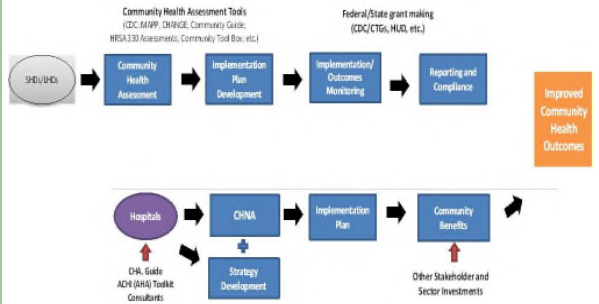 Community Health Assessment Tools
(CDC: MAPP, CHANGE, Community Guide;
HRSA 330 Assessments; Community Tool Box; etc.)
Federal/State grant making
(CDC/CTGs, HUD, etc.)
SHDs/LHDs
Community
Health
Assessment
Implementation
Plan
Development
Implementation/
Outcomes
Monitoring
Reporting and
Compliance
Improved
Community
Health
Outcomes
Hospitals
CHNA
Implementation
Plan
Community
Benefits
Strategy
Development
CHA, Guide
ACHI (AHA) Toolkit
Consultants
Other Stakeholder and
Sector Investments